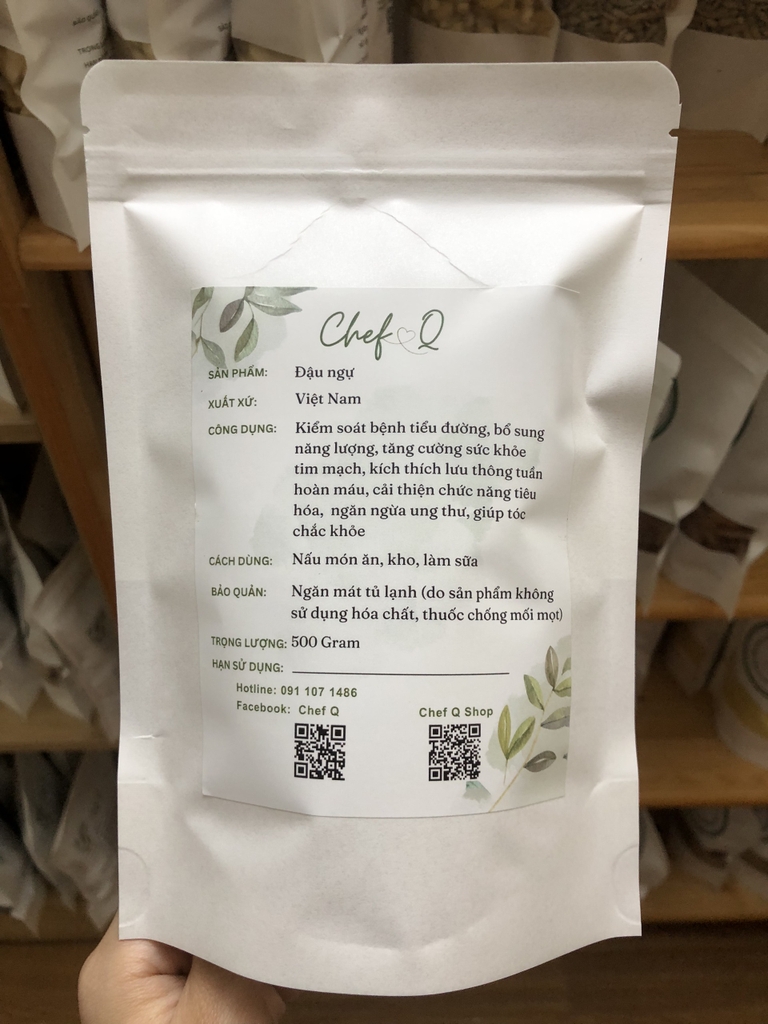 Chef Q
SẢN PHẨM: Đậu ngự
XUẤT XỨ: Việt Nam
CÔNG DỤNG: Kiểm soát bệnh tiểu đường, bổ sung
năng lượng, tăng cường sức khỏe
tim mạch, kích thích lưu thông tuần
hoàn máu, cải thiện chức năng tiêu
hóa, ngăn ngừa ung thư, giúp tóc
chắc khỏe
CÁCH DÙNG: Nấu món ăn, kho, làm sữa
BẢO QUẢN: Ngăn mát tủ lạnh (do sản phẩm không
sử dụng hóa chất, thuốc chống mối mọt)
TRỌNG LƯỢNG: 500 Gram
HẠN SỬ DỤNG:
Hotline: 091 107 1486
Facebook: Chef Q Chef Q Shop